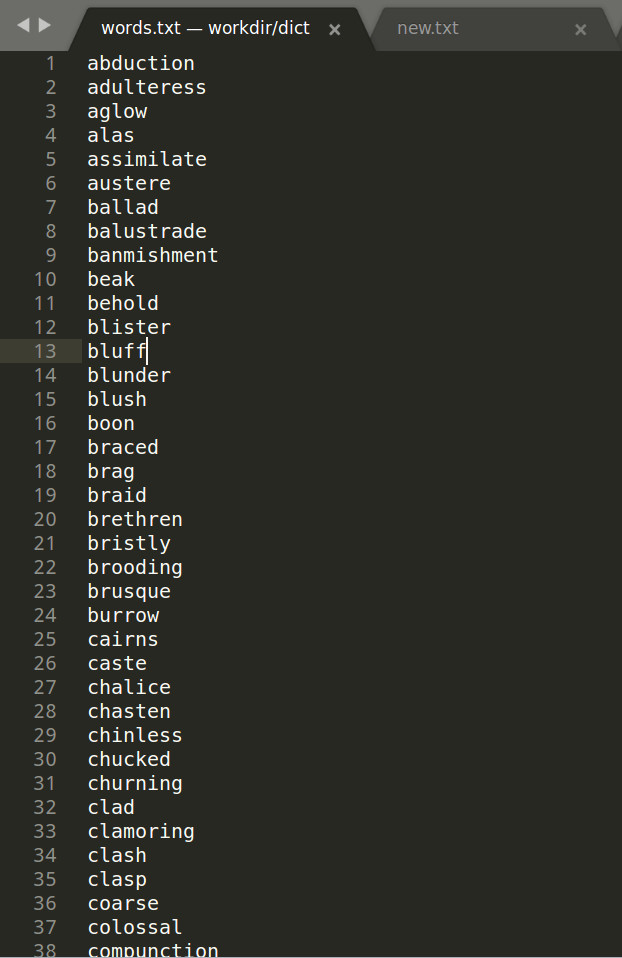 words.txt — workdir/dict × new.txt ×
1 abduction
2 adulteress
3 aglow
4 alas
5 assimilate
6 austere
7 ballad
8 balustrade
9 banmishment
10 beak
11 behold
12 blister
13 bluff
14 blunder
15 blush
16 boon
17 braced
18 brag
19 braid
20 brethren
21 bristly
22 brooding
23 brusque
24 burrow
25 cairns
26 caste
27 chalice
28 chasten
29 chinless
30 chucked
31 churning
32 clad
33 clamoring
34 clash
35 clasp
36 coarse
37 colossal
38 compunction